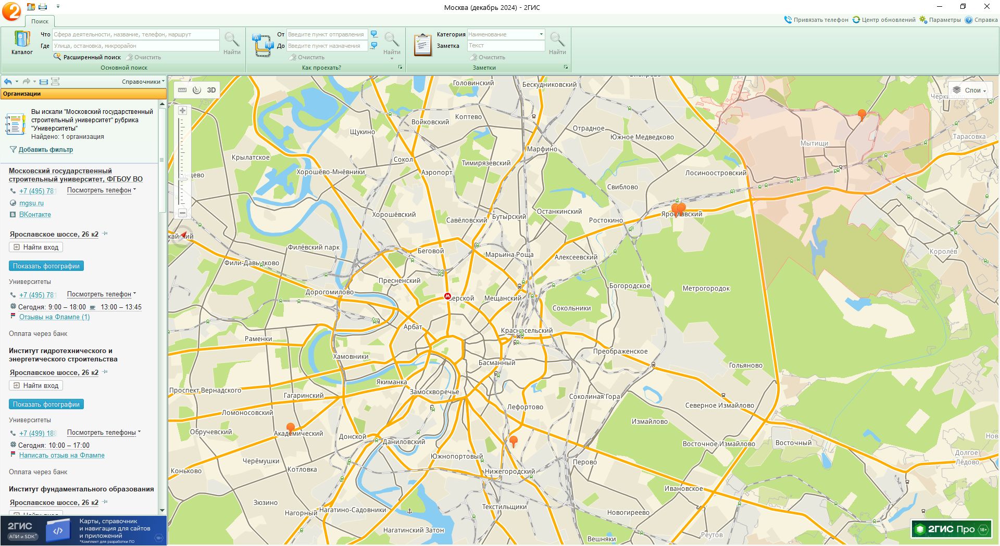 Москва (декабрь 2024) - 2ГИС
Поиск
Привязать телефон
Центр обновлений
Параметры
Справка
Каталог
Что
Сфера деятельности, название, телефон, маршрут
Где
Улица, остановка, микрорайон
Расширенный поиск
Очистить
Найти
Основной поиск
От
Введите пункт отправления
До
Введите пункт назначения
Очистить
Найти
Как проехать?
Категория
Наименование
Заметка
Текст
Очистить
Найти
Заметки
Справочники
Организации
Вы искали "Московский государственный
строительный университет" рубрика
"Университеты"
Найдено: 1 организация
Добавить фильтр
Московский государственный
строительный университет, ФГБОУ ВО
+7 (495) 781
Посмотреть телефон
mgsu.ru
ВКонтакте
Ярославское шоссе, 26 к2
Найти вход
Показать фотографии
Университеты
+7 (495) 781
Посмотреть телефон
Сегодня: 9:00 – 18:00 13:00 – 13:45
Отзывы на Флампе (1)
Оплата через банк
Институт гидротехнического и
энергетического строительства
Ярославское шоссе, 26 к2
Найти вход
Показать фотографии
Университеты
+7 (499) 188
Посмотреть телефоны
Сегодня: 10:00 – 17:00
Написать отзыв на Флампе
Оплата через банк
Институт фундаментального образования
Ярославское шоссе, 26 к2
Найти вход
2ГИС
АПИ и SDK*
Карты, справочник
и навигация для сайтов
и приложений
*Комплект для разработки ПО
18+
3D
Слои
Головинский
Бескудниковский
Коптево
Войковский
Отрадное
Щукино
Южное Медведково
Мытищи
Тарасовка
Марфино
Крылатское
Сокол
Тимирязевский
Хорошёво-Мнёвники
Аэропорт
Лосиноостровский
Свиблово
Хорошёвский
Савёловский
Бутырский
Останкинский
Ростокино
Ярославский
Филёвский парк
Беговой
Марьина Роща
Алексеевский
Королёв
Фили-Давыдково
Пресненский
Богородское
Метрогородок
Дорогомилово
Мещанский
Сокольники
Арбат
Красносельский
Раменки
Хамовники
Преображенское
Басманный
Гольяново
Якиманка
Проспект Вернадского
Замоскворечье
Гагаринский
Соколиная Гора
Северное Измайлово
Лефортово
Ломоносовский
Измайлово
Обручевский
Академический
Донской
Даниловский
Восточное Измайлово
Восточный
Южнопортовый
Черёмушки
Перово
Долгое
Лёдово
Котловка
Коньково
Нижегородский
Ивановское
Зюзино
Текстильщики
Нагорный
Нагатино-Садовники
Новогиреево
Нагатинский Затон
Реутов
Вешняки
2ГИС Про
18+